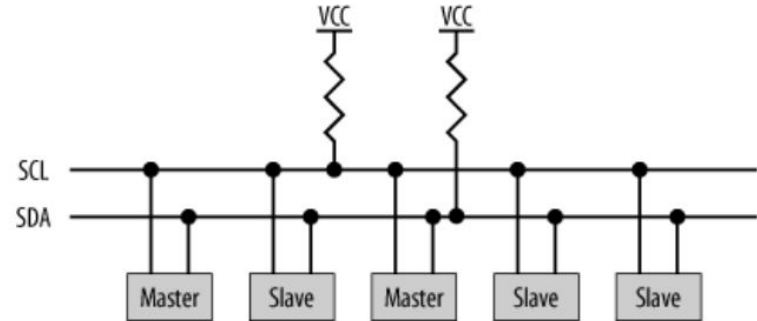 VCC VCC
SCL
SDA
Master Slave Master Slave Slave